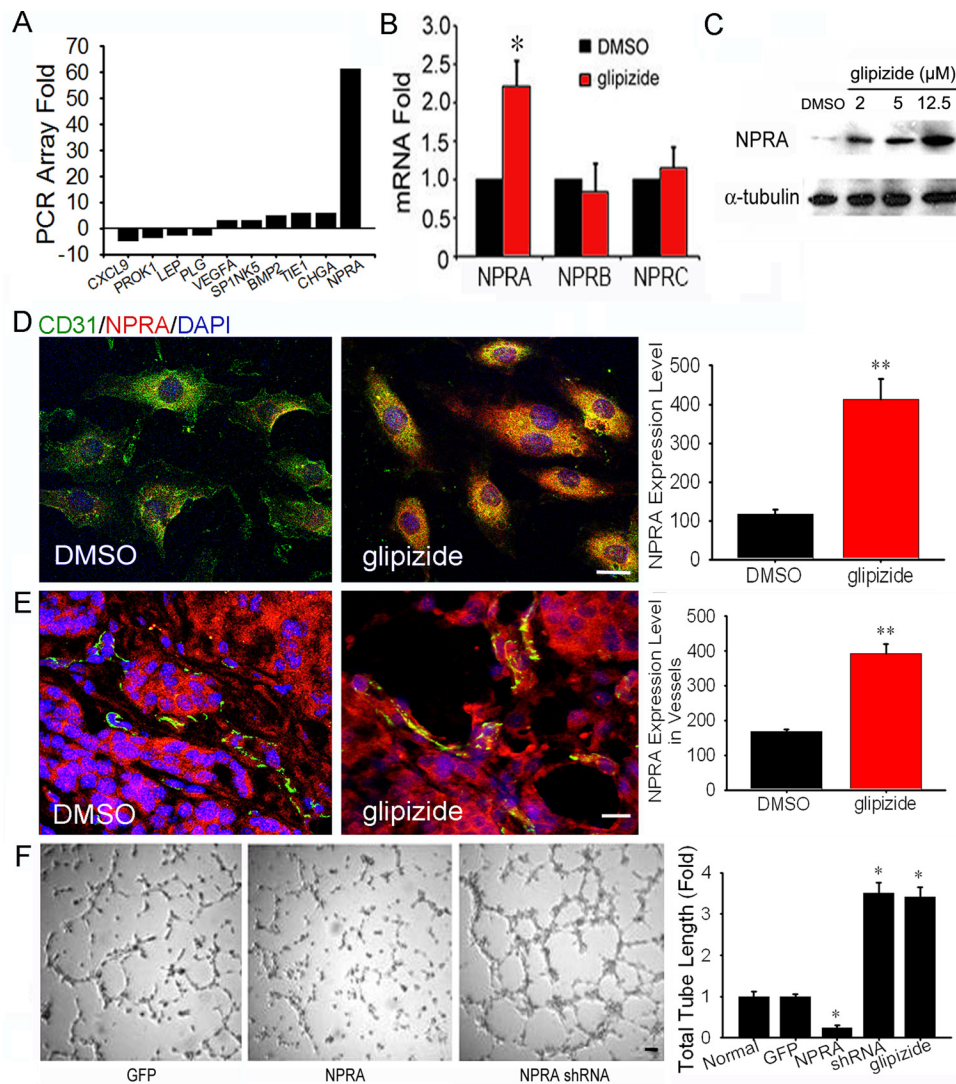 A
PCR Array Fold
70
60
50
40
30
20
10
0
-10
CXCL9
PROK1
LEP
PLG
VEGFA
SP1NK5
BMP2
TIE1
CHGA
NPRA
B
mRNA Fold
3.0
2.5
2.0
1.5
1.0
0.5
0
*
DMSO
glipizide
NPRA NPRB NPRC
C
glipizide (µM)
DMSO 2 5 12.5
NPRA
α-tubulin
D CD31/NPRA/DAPI
DMSO
glipizide
NPRA Expression Level
500
400
300
200
100
0
**
DMSO glipizide
E
DMSO
glipizide
NPRA Expression Level
in Vessels
500
400
300
200
100
0
**
DMSO glipizide
F
GFP
NPRA
NPRA shRNA
Total Tube Length (Fold)
4
2
1
0
*
*
*
Normal
GFP
NPRA
shRNA
glipizide